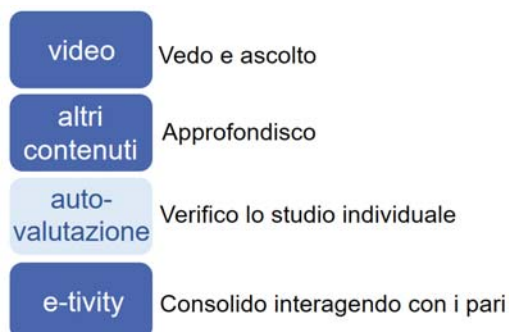 video
Vedo e ascolto
altri
contenuti
Approfondisco
auto-
valutazione
Verifico lo studio individuale
e-tivity
Consolido interagendo con i pari